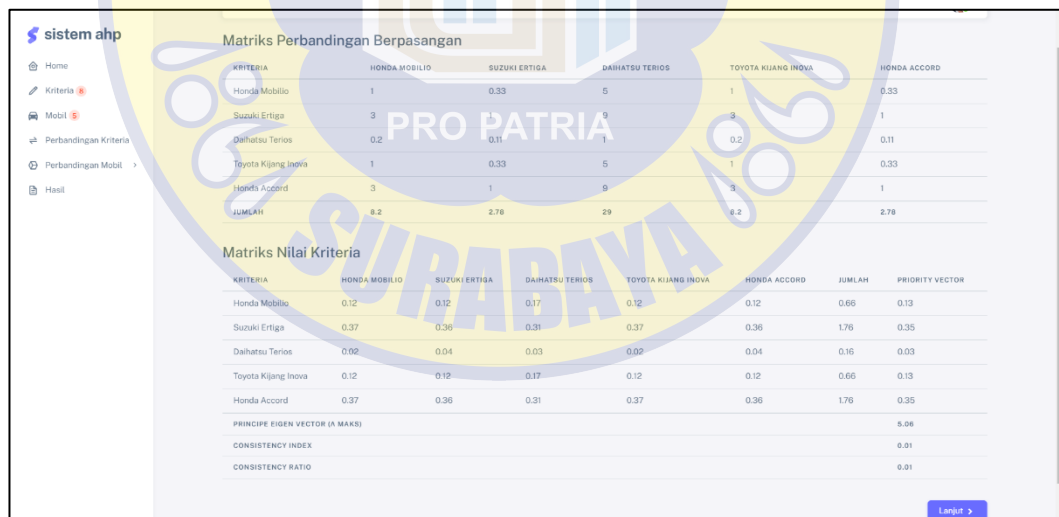 sistem ahp
Home
Kriteria 8
Mobil 5
Perbandingan Kriteria
Perbandingan Mobil
Hasil
Matriks Perbandingan Berpasangan
KRITERIA HONDA MOBILIO SUZUKI ERTIGA DAIHATSU TERIOS TOYOTA KIJANG INOVA HONDA ACCORD
Honda Mobilio 1 0.33 5 1 0.33
Suzuki Ertiga 3 1 9 3 1
Daihatsu Terios 0.2 0.11 1 0.2 0.11
Toyota Kijang Inova 1 0.33 5 1 0.33
Honda Accord 3 1 9 3 1
JUMLAH 8.2 2.78 29 8.2 2.78
PRO PATRIA
SURABAYA
Matriks Nilai Kriteria
KRITERIA HONDA MOBILIO SUZUKI ERTIGA DAIHATSU TERIOS TOYOTA KIJANG INOVA HONDA ACCORD JUMLAH PRIORITY VECTOR
Honda Mobilio 0.12 0.12 0.17 0.12 0.12 0.66 0.13
Suzuki Ertiga 0.37 0.36 0.31 0.37 0.36 1.76 0.35
Daihatsu Terios 0.02 0.04 0.03 0.02 0.04 0.16 0.03
Toyota Kijang Inova 0.12 0.12 0.17 0.12 0.12 0.66 0.13
Honda Accord 0.37 0.36 0.31 0.37 0.36 1.76 0.35
PRINCIPE EIGEN VECTOR (Λ MAKS) 5.06
CONSISTENCY INDEX 0.01
CONSISTENCY RATIO 0.01
Lanjut